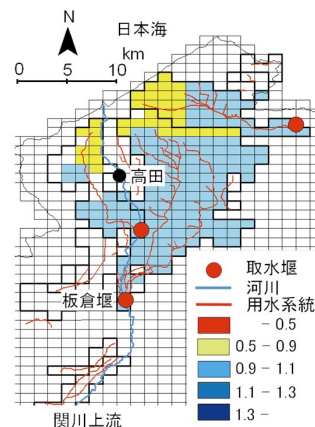 N
日本海
km
0 5 10
高田
板倉堰
取水堰
河川
用水系統
- 0.5
0.5 - 0.9
0.9 - 1.1
1.1 - 1.3
1.3 -
関川上流